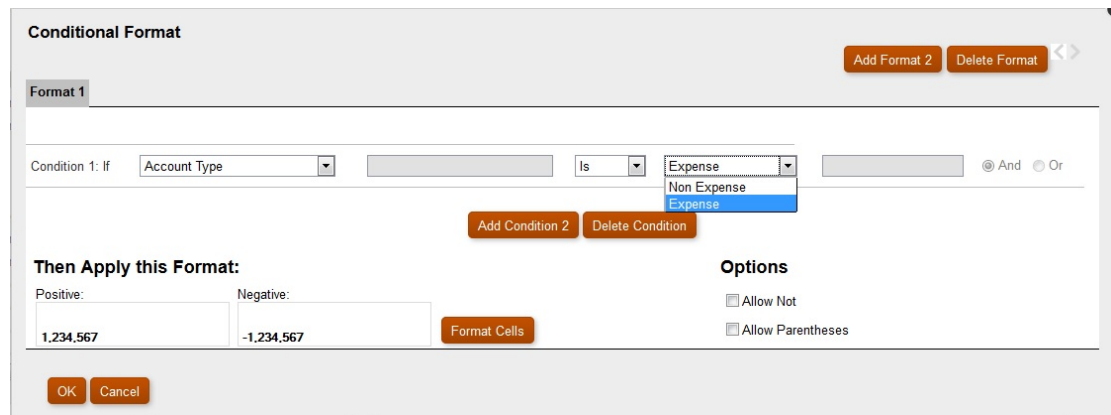 Conditional Format
Add Format 2 Delete Format
Format 1
Condition 1: If Account Type Is Expense And Or
Non Expense
Expense
Add Condition 2 Delete Condition
Then Apply this Format: Options
Positive: Negative:
Allow Not
1,234,567 -1,234,567 Format Cells Allow Parentheses
OK Cancel